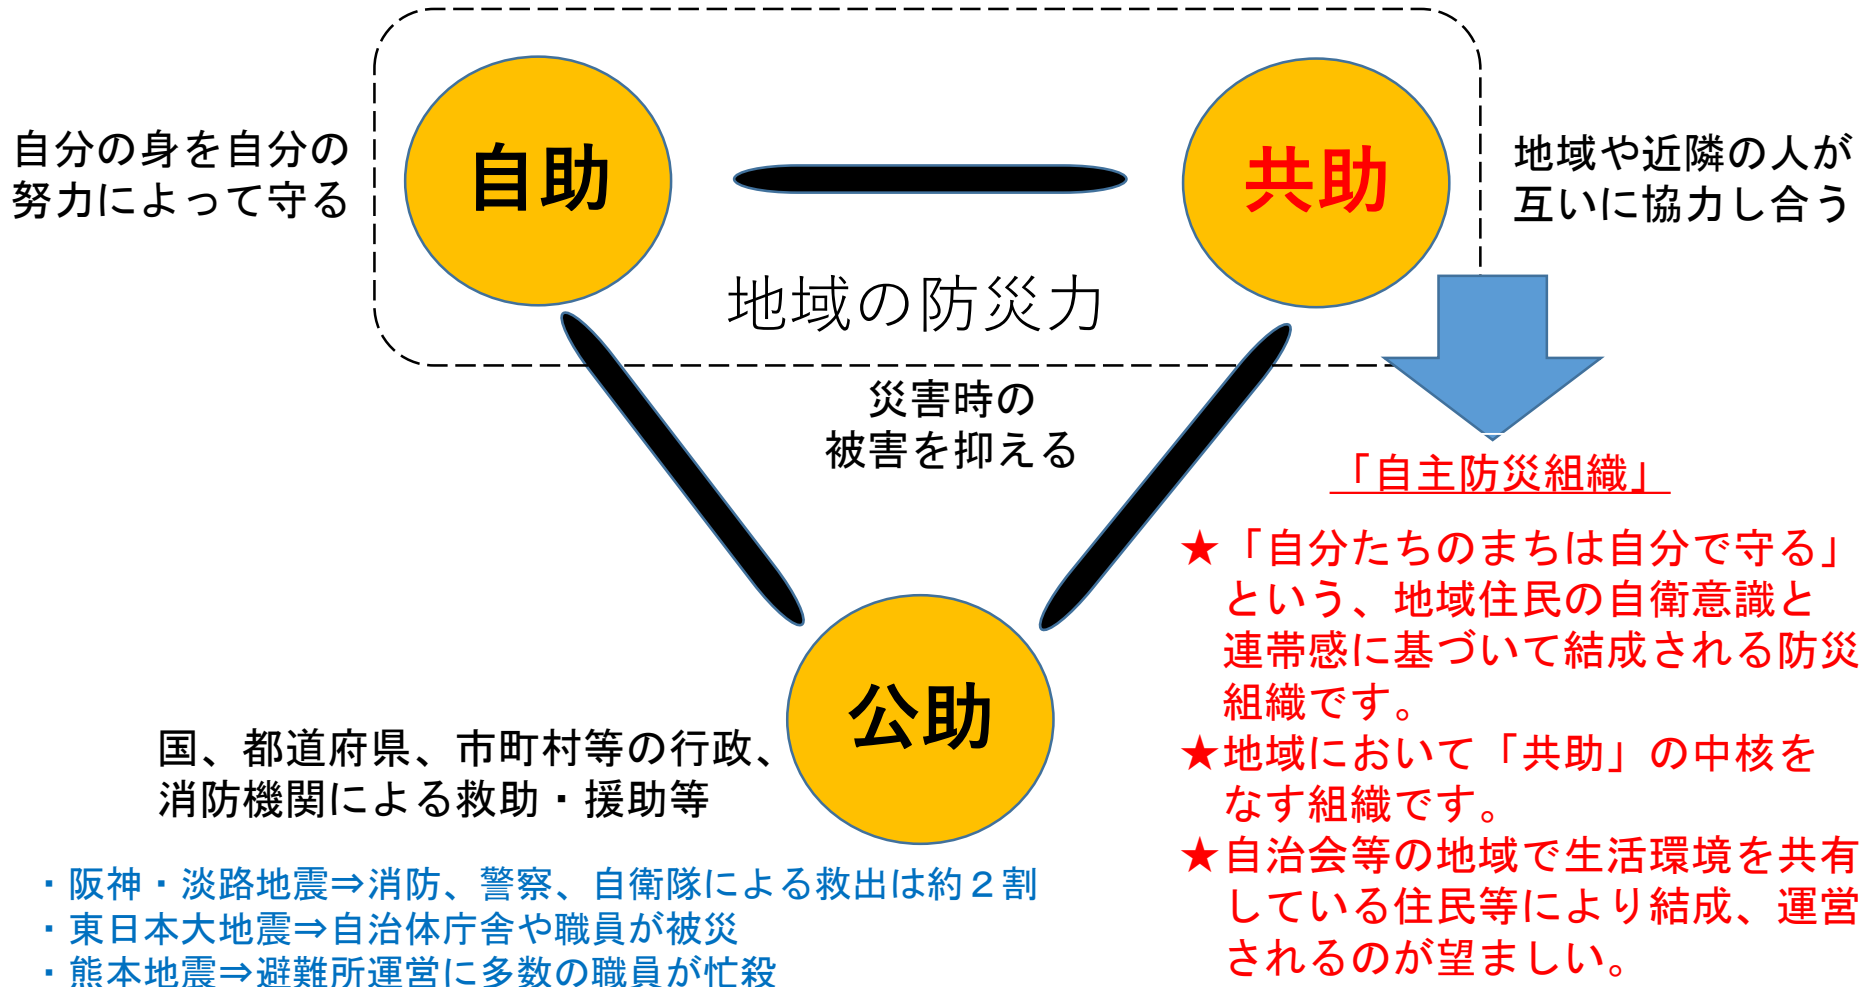 自分の身を自分の
努力によって守る
自助
共助
地域や近隣の人が
互いに協力し合う
地域の防災力
災害時の
被害を抑える
「自主防災組織」
★「自分たちのまちは自分で守る」
という、地域住民の自衛意識と
連帯感に基づいて結成される防災
組織です。
★地域において「共助」の中核を
なす組織です。
★自治会等の地域で生活環境を共有
している住民等により結成、運営
されるのが望ましい。
公助
国、都道府県、市町村等の行政、
消防機関による救助・援助等
・阪神・淡路地震⇒消防、警察、自衛隊による救出は約２割
・東日本大地震⇒自治体庁舎や職員が被災
・熊本地震⇒避難所運営に多数の職員が忙殺